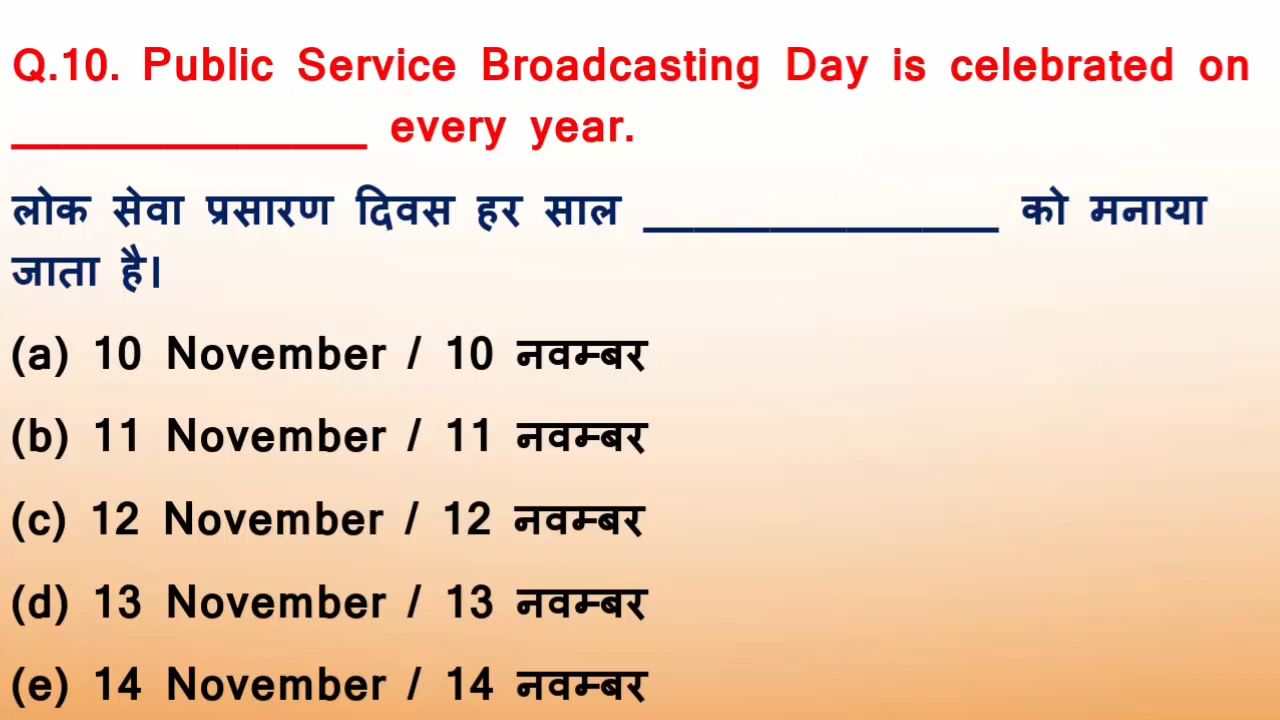 Q.10. Public Service Broadcasting Day is celebrated on
________________ every year.
लोक सेवा प्रसारण दिवस हर साल ________________ को मनाया
जाता है।
(a) 10 November / 10 नवम्बर
(b) 11 November / 11 नवम्बर
(c) 12 November / 12 नवम्बर
(d) 13 November / 13 नवम्बर
(e) 14 November / 14 नवम्बर